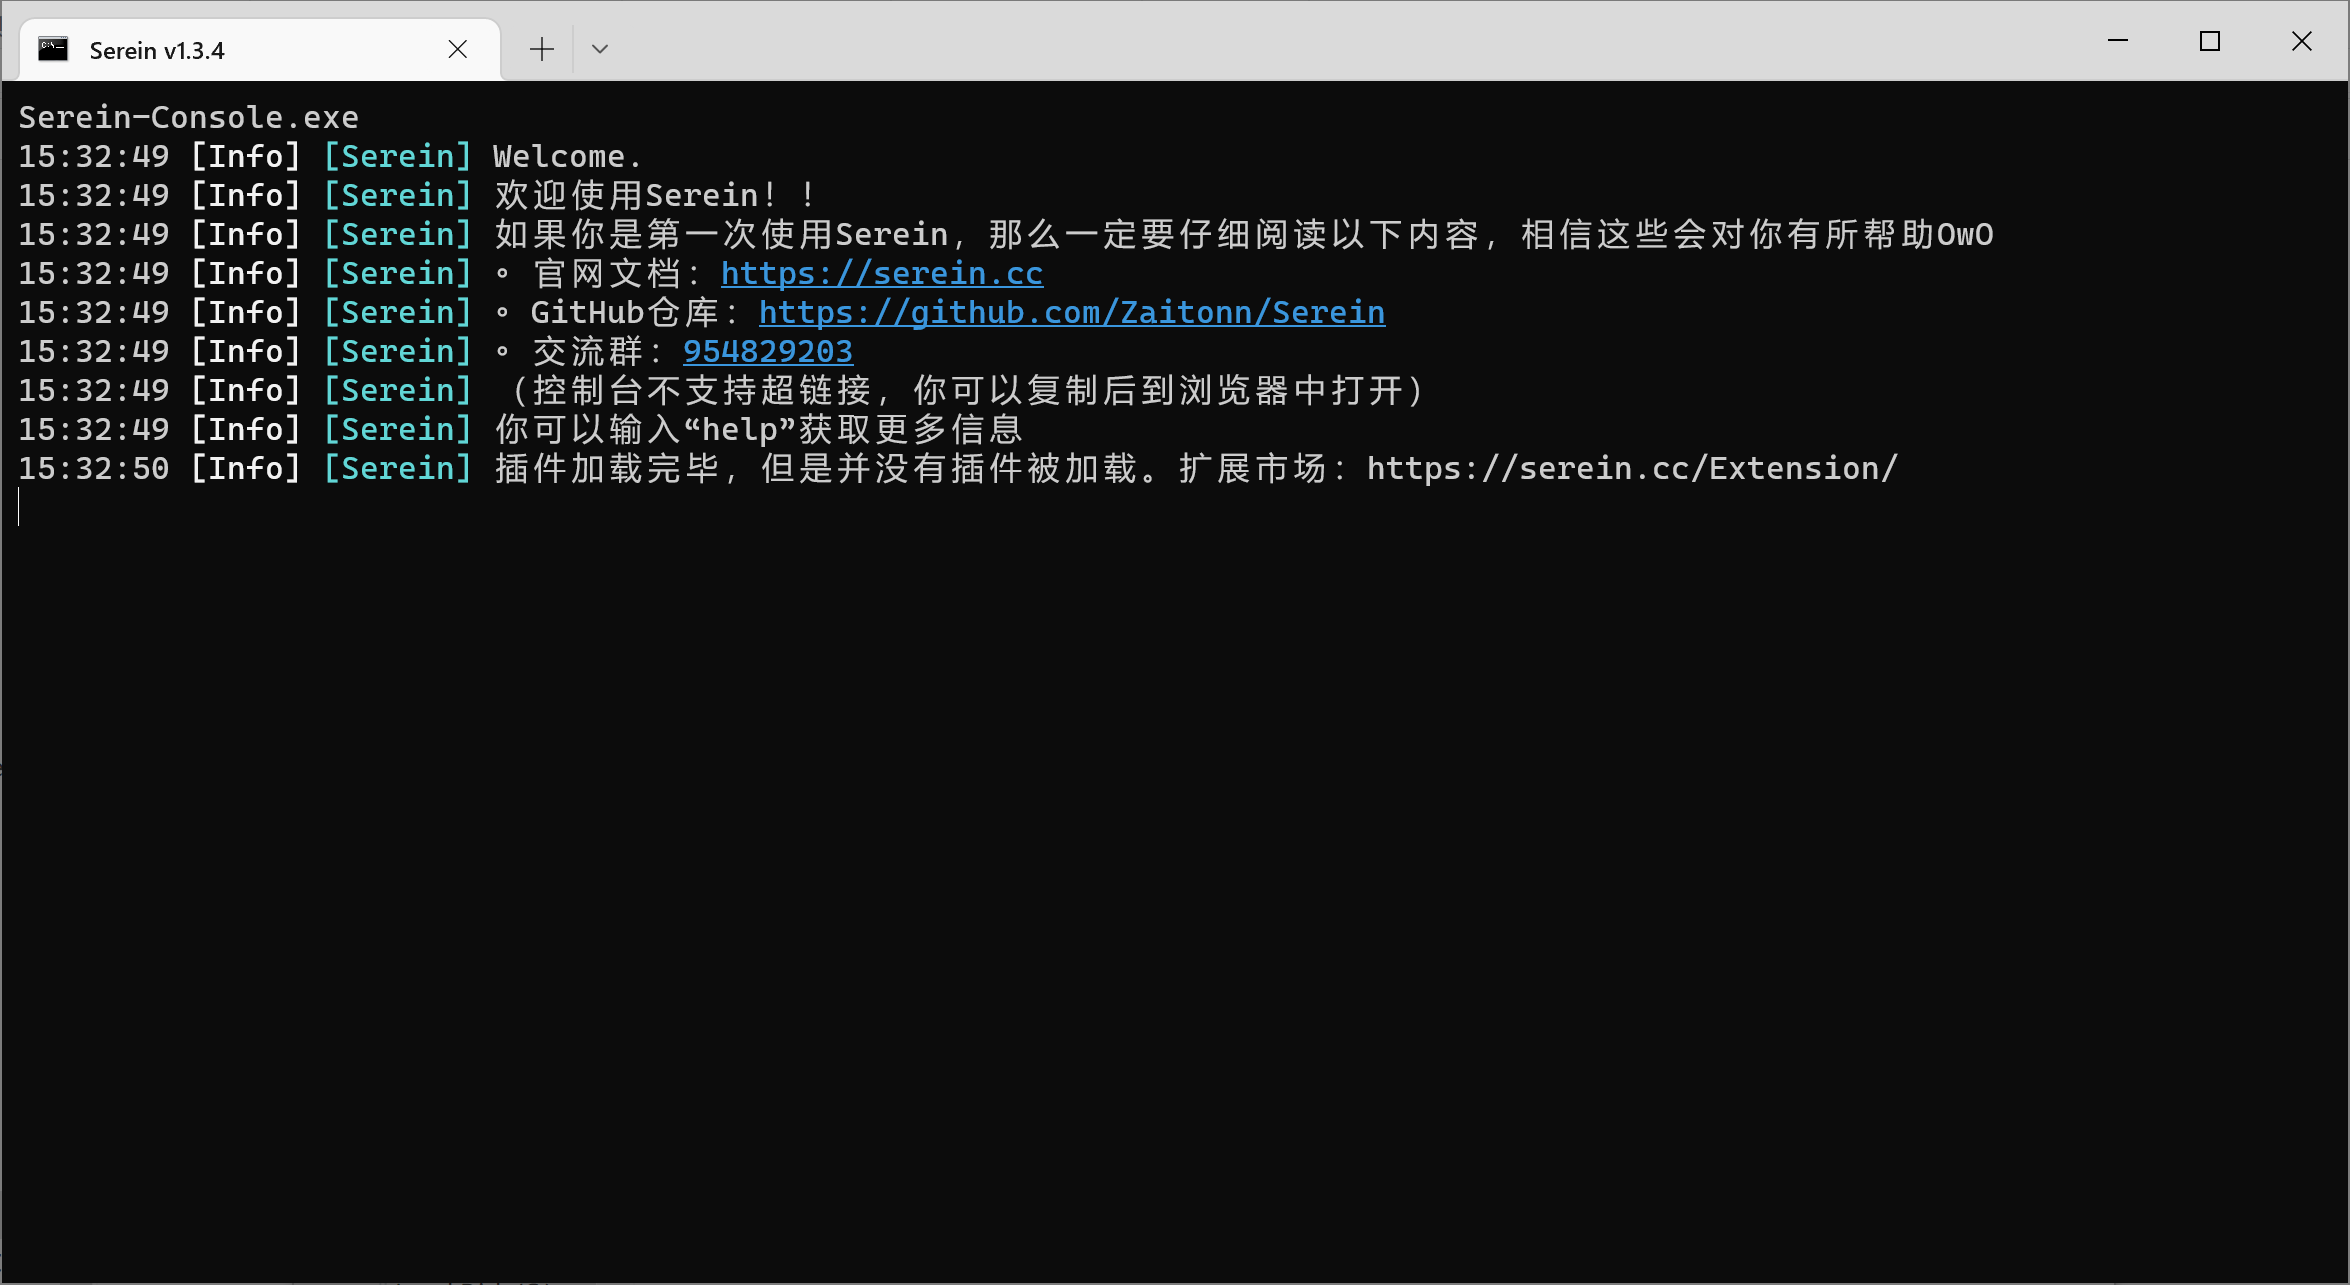 Serein v1.3.4
Serein-Console.exe
15:32:49 [Info] [Serein] Welcome.
15:32:49 [Info] [Serein] 欢迎使用Serein！！
15:32:49 [Info] [Serein] 如果你是第一次使用Serein，那么一定要仔细阅读以下内容，相信这些会对你有所帮助OwO
15:32:49 [Info] [Serein] ◦ 官网文档：https://serein.cc
15:32:49 [Info] [Serein] ◦ GitHub仓库：https://github.com/Zaitonn/Serein
15:32:49 [Info] [Serein] ◦ 交流群：954829203
15:32:49 [Info] [Serein] （控制台不支持超链接，你可以复制后到浏览器中打开）
15:32:49 [Info] [Serein] 你可以输入“help”获取更多信息
15:32:50 [Info] [Serein] 插件加载完毕，但是并没有插件被加载。扩展市场：https://serein.cc/Extension/